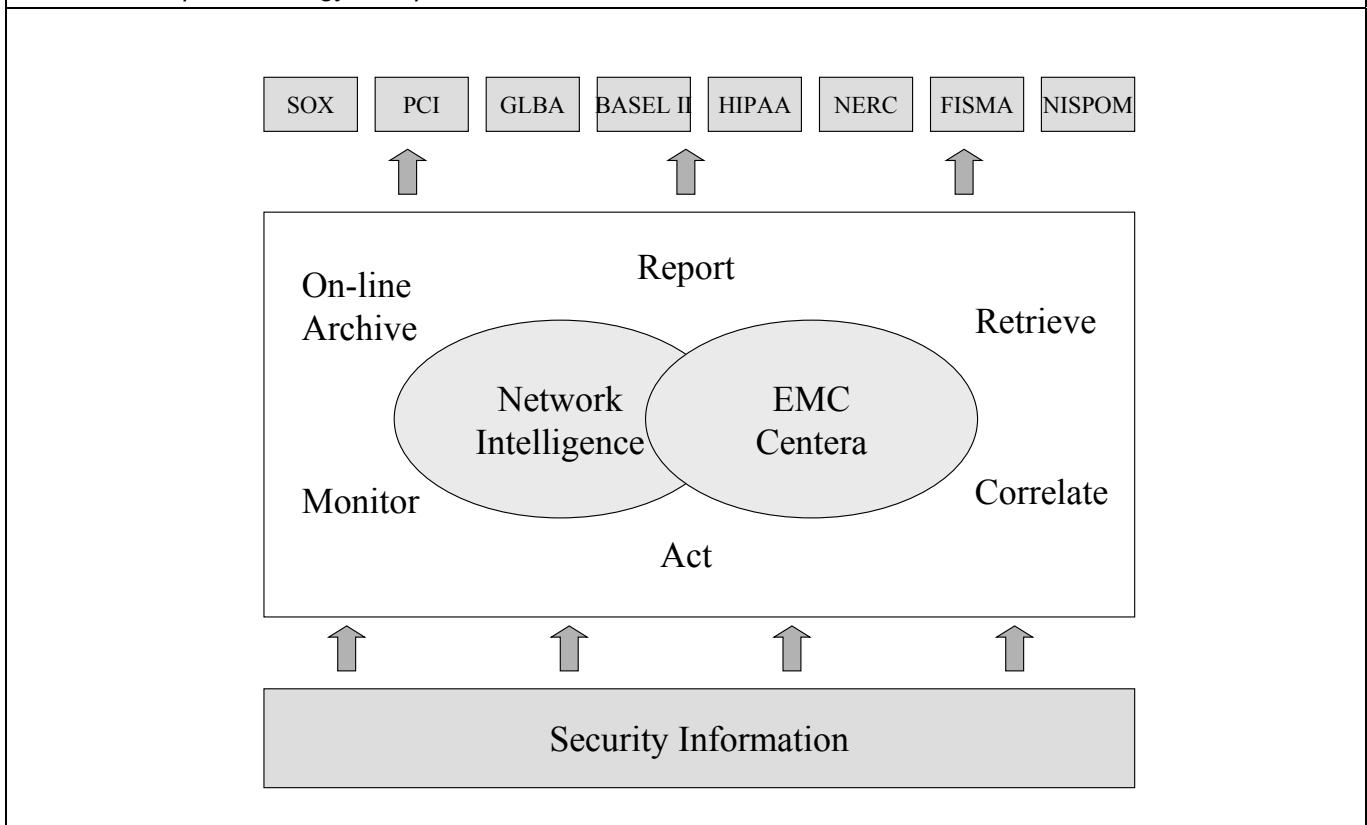 SOX PCI GLBA BASEL II HIPAA NERC FISMA NISPOM
Report
On-line
Archive
Retrieve
Network
Intelligence
EMC
Centera
Monitor
Correlate
Act
Security Information